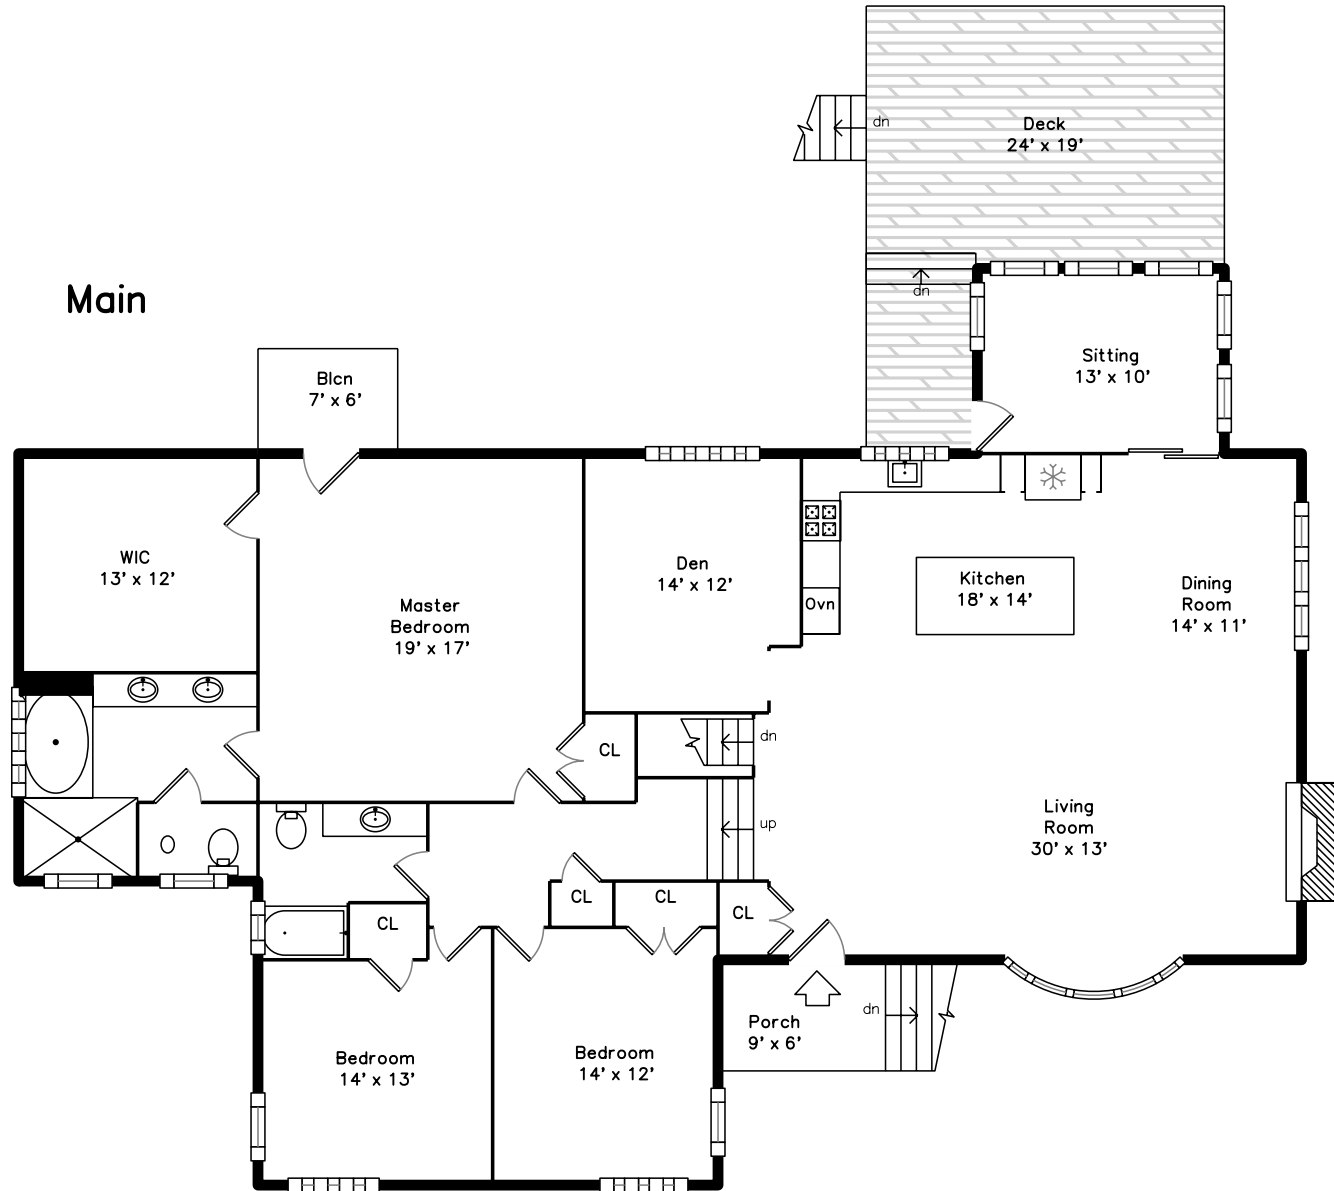 Deck
24' x 19'
dn
dn
Main
Sitting
13' x 10'
Blcn
7' x 6'
WIC
13' x 12'
Den
14' x 12'
Master
Bedroom
19' x 17'
Ovn
Kitchen
18' x 14'
Dining
Room
14' x 11'
CL
dn
up
Living
Room
30' x 13'
CL
CL
CL
CL
Bedroom
14' x 13'
Bedroom
14' x 12'
Porch
9' x 6'
dn